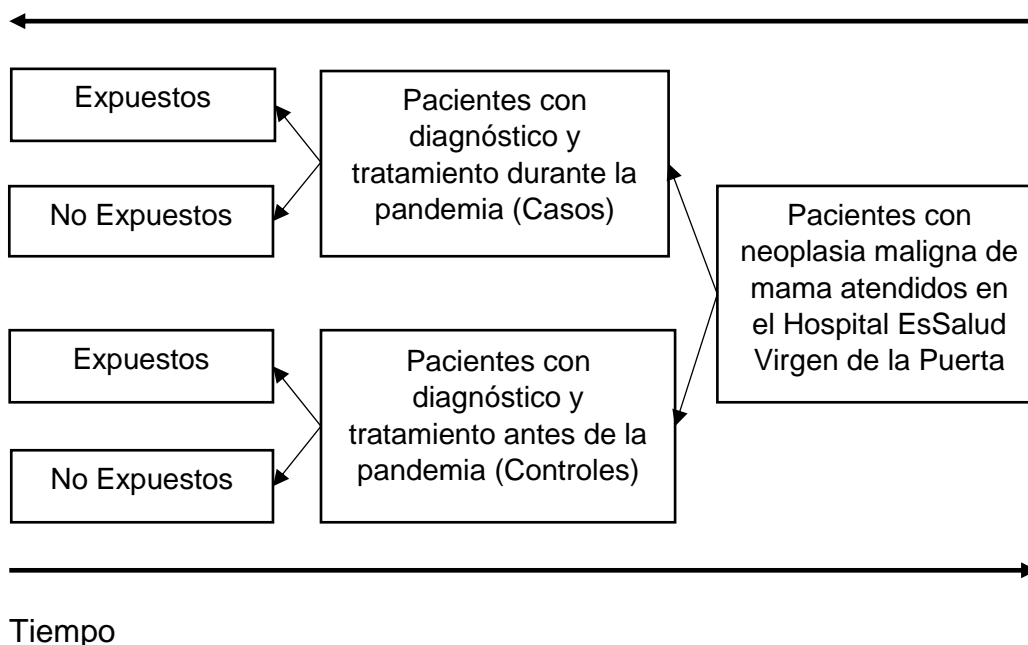 Expuestos
No Expuestos
Pacientes con
diagnóstico y
tratamiento durante la
pandemia (Casos)
Pacientes con
neoplasia maligna de
mama atendidos en
el Hospital EsSalud
Virgen de la Puerta
Expuestos
No Expuestos
Pacientes con
diagnóstico y
tratamiento antes de la
pandemia (Controles)
Tiempo